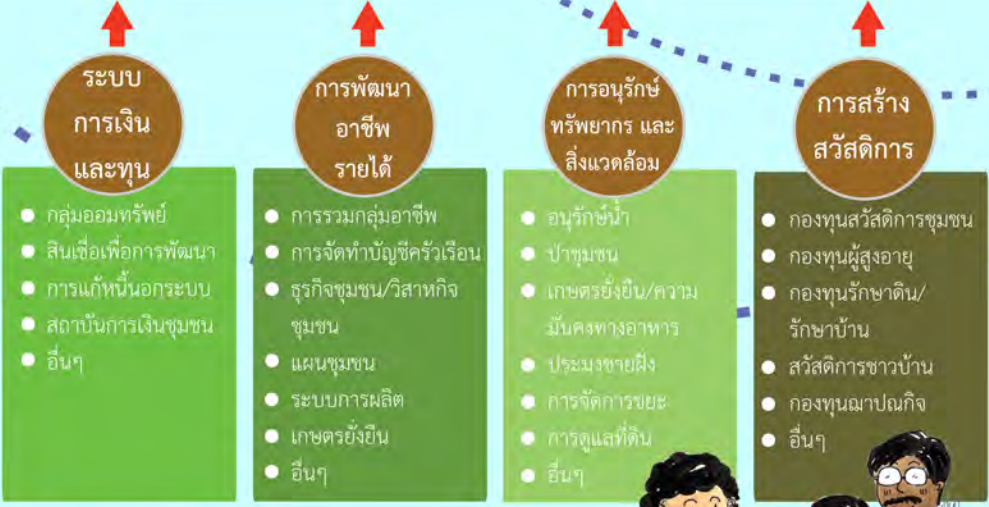 ระบบ
การเงิน
และทุน
● กลุ่มออมทรัพย์
● สินเชื่อเพื่อการพัฒนา
● การแก้หนี้นอกระบบ
● สถาบันการเงินชุมชน
● อื่นๆ
การพัฒนา
อาชีพ
รายได้
● การรวมกลุ่มอาชีพ
● การจัดทำบัญชีครัวเรือน
● ธุรกิจชุมชน/วิสาหกิจ
ชุมชน
● แผนชุมชน
● ระบบการผลิต
● เกษตรยั่งยืน
● อื่นๆ
การอนุรักษ์
ทรัพยากร และ
สิ่งแวดล้อม
● อนุรักษ์น้ำ
● ป่าชุมชน
● เกษตรยั่งยืน/ความ
มั่นคงทางอาหาร
● ประมงชายฝั่ง
● การจัดการขยะ
● การดูแลที่ดิน
● อื่นๆ
การสร้าง
สวัสดิการ
● กองทุนสวัสดิการชุมชน
● กองทุนผู้สูงอายุ
● กองทุนรักษาดิน/
รักษาบ้าน
● สวัสดิการชาวบ้าน
● กองทุนฌาปณกิจ
● อื่นๆ